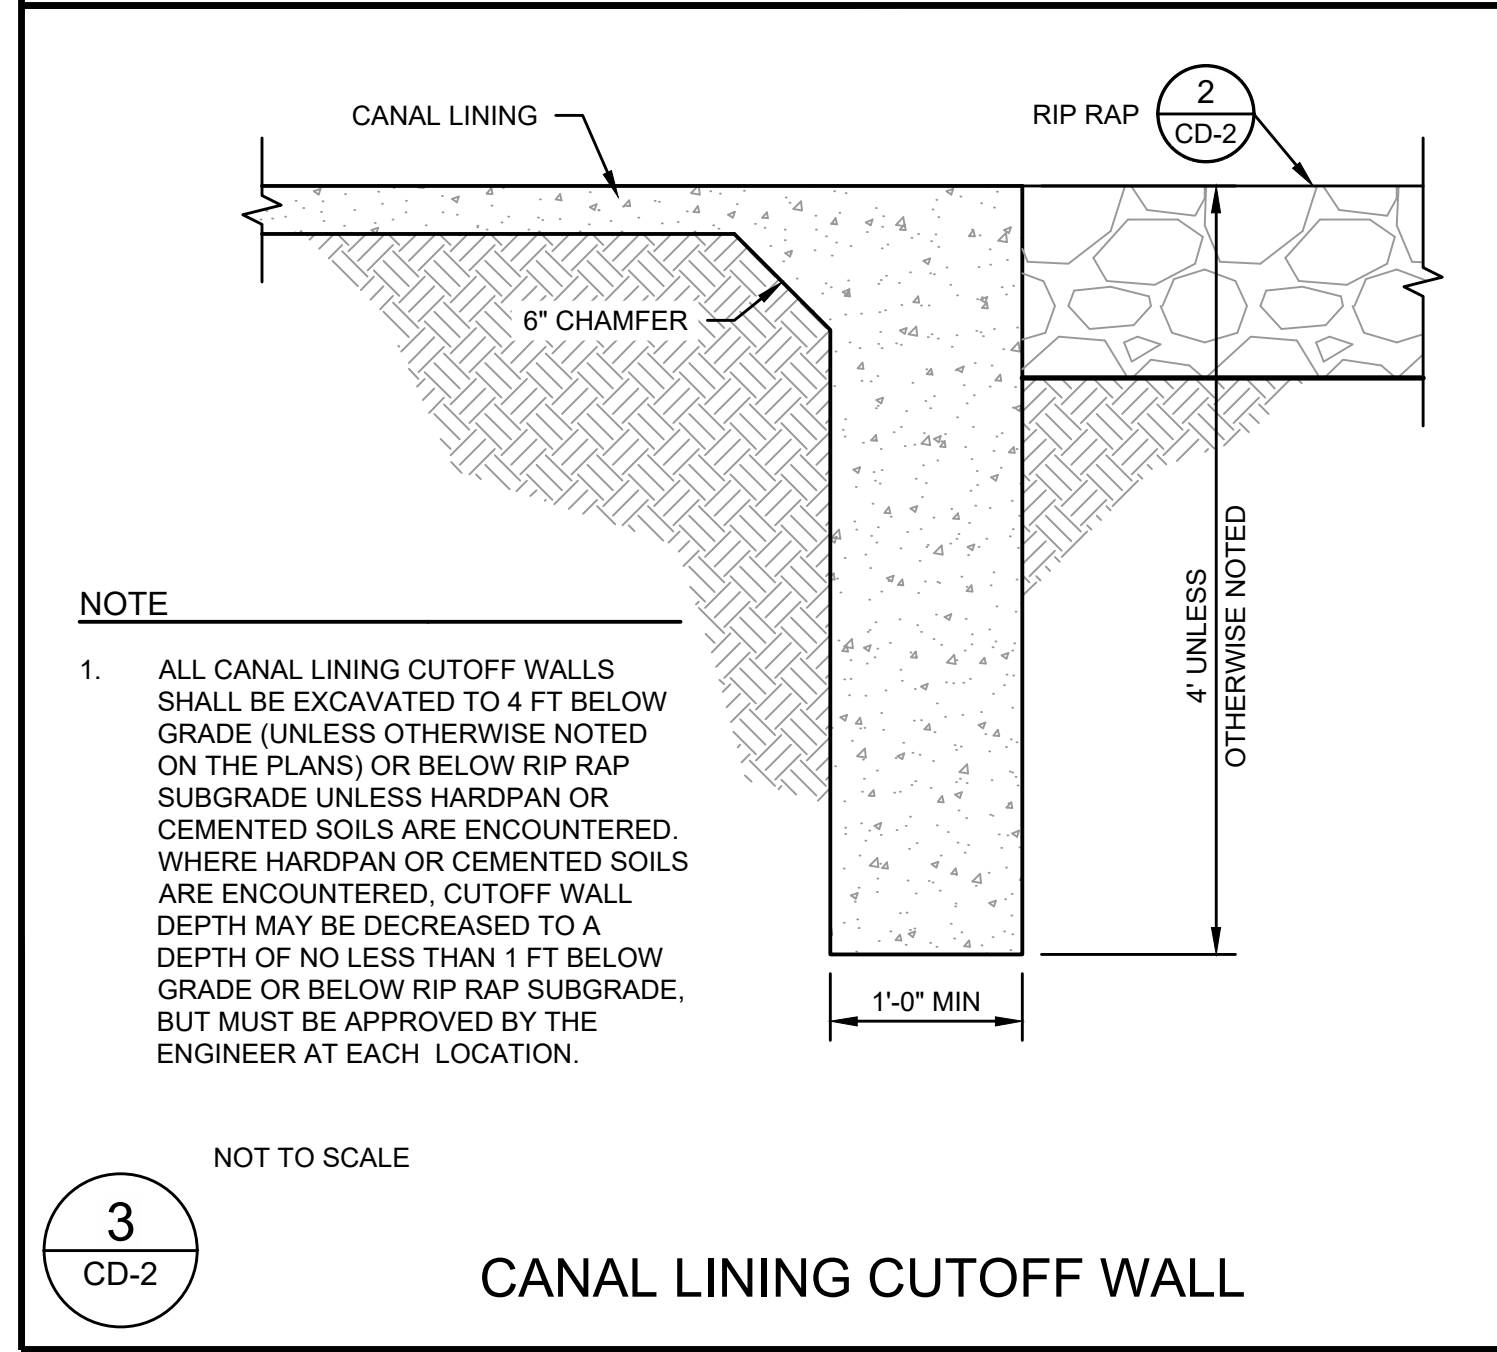 CANAL LINING
RIP RAP
2
CD-2
6" CHAMFER
4' UNLESS
OTHERWISE NOTED
1'-0" MIN
NOTE
1. ALL CANAL LINING CUTOFF WALLS
SHALL BE EXCAVATED TO 4 FT BELOW
GRADE (UNLESS OTHERWISE NOTED
ON THE PLANS) OR BELOW RIP RAP
SUBGRADE UNLESS HARDPAN OR
CEMENTED SOILS ARE ENCOUNTERED.
WHERE HARDPAN OR CEMENTED SOILS
ARE ENCOUNTERED, CUTOFF WALL
DEPTH MAY BE DECREASED TO A
DEPTH OF NO LESS THAN 1 FT BELOW
GRADE OR BELOW RIP RAP SUBGRADE,
BUT MUST BE APPROVED BY THE
ENGINEER AT EACH LOCATION.
NOT TO SCALE
3
CD-2
CANAL LINING CUTOFF WALL